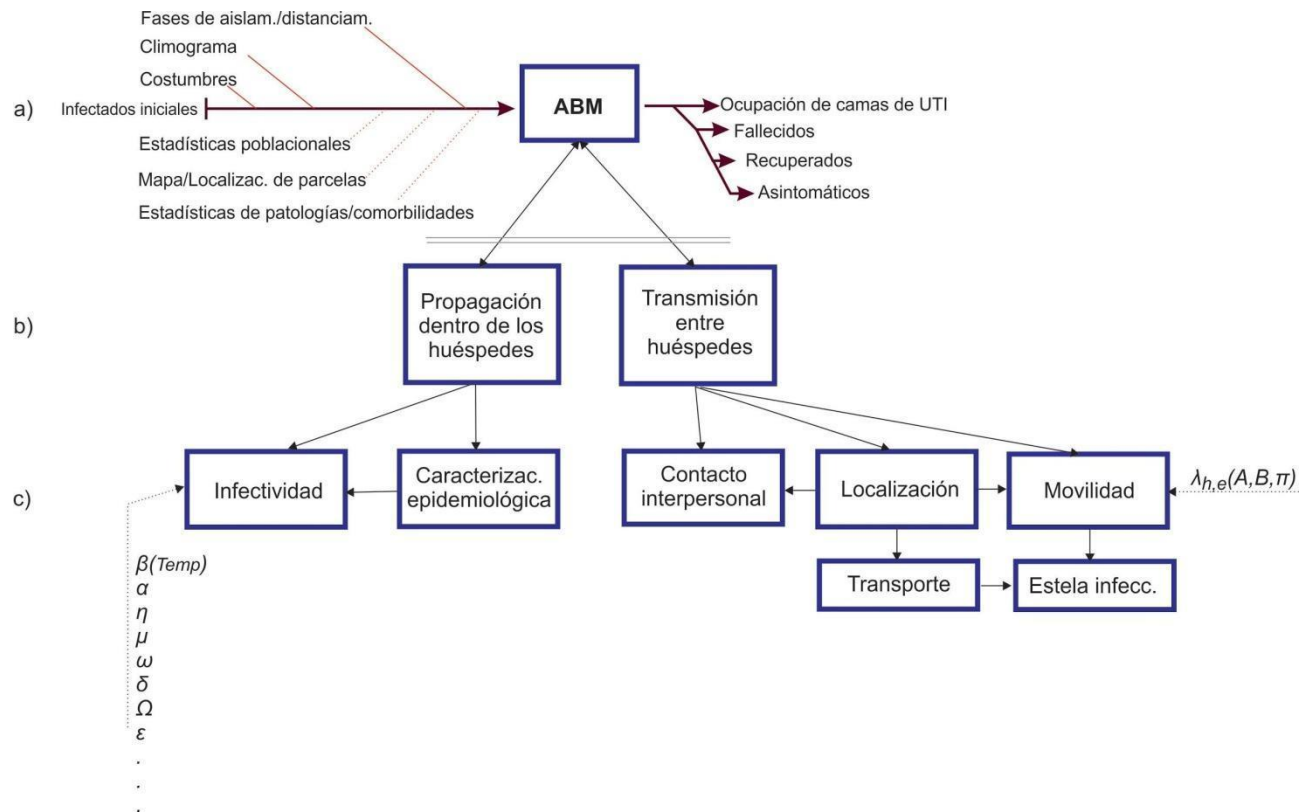 Fases de aislam./distanciam.
Climograma
Costumbres
a)
Infectados iniciales
Estadísticas poblacionales
Mapa/Localizac. de parcelas
Estadísticas de patologías/comorbilidades
ABM
Ocupación de camas de UTI
Fallecidos
Recuperados
Asintomáticos
b)
Propagación
dentro de los
huéspedes
Transmisión
entre
huéspedes
c)
Infectividad
Caracterizac.
epidemiológica
Contacto
interpersonal
Localización
Movilidad
λh,e(A,B,π)
Transporte
Estela infecc.
β(Temp)
α
η
μ
ω
δ
Ω
ε
.
.
.